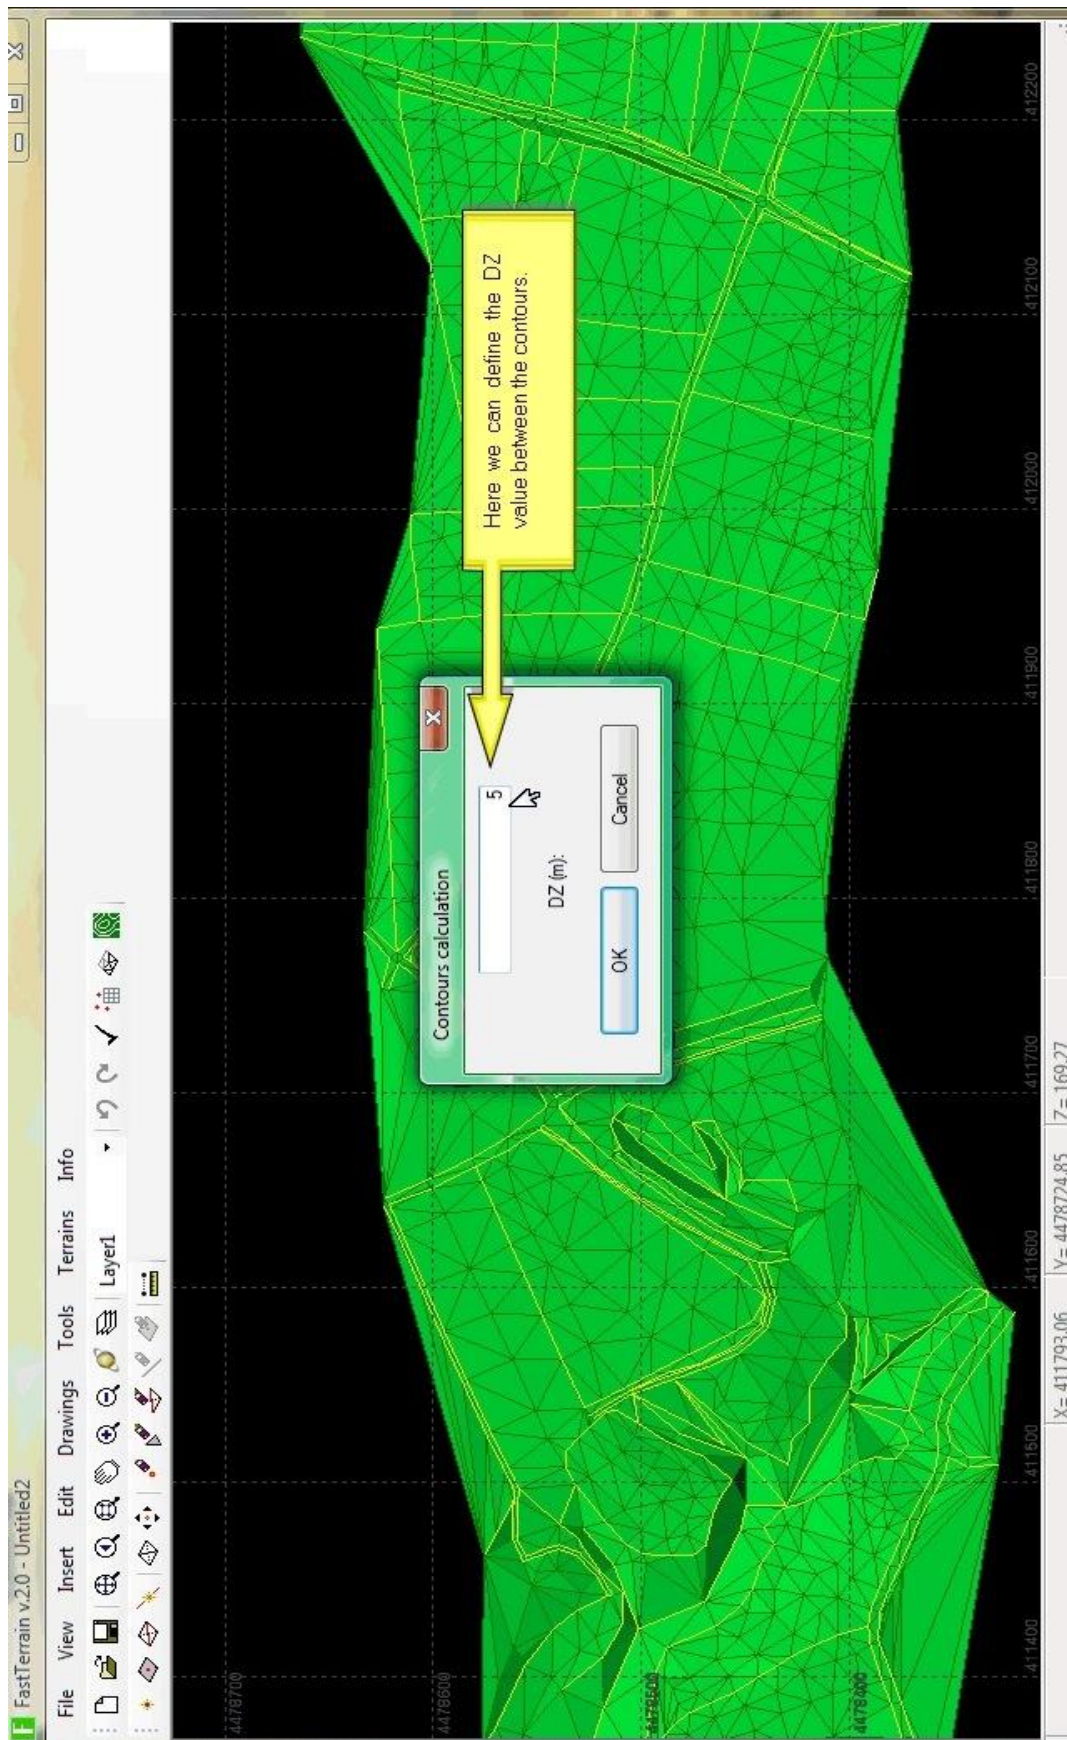 FastTerrain v.2.0 - Untitled2
File View Insert Edit Drawings Tools Terrains Info
Layer1
4478700
4478600
4478500
4478400
Here we can define the DZ
value between the contours.
Contours calculation
5
DZ (m):
OK
Cancel
411400
411500
411600
411700
411800
411900
412000
412100
412200
X= 411793.06
Y= 4478724.85
Z= 169.27